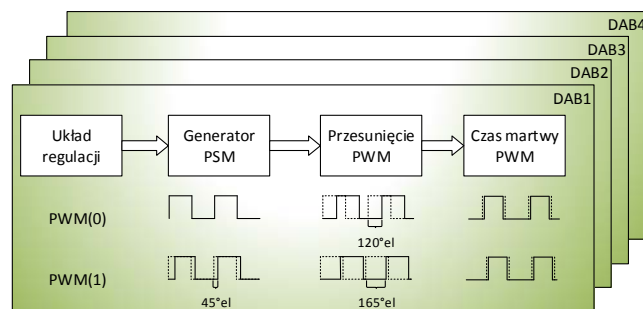 DAB4
DAB3
DAB2
DAB1
Układ
regulacji
Generator
PSM
Przesunięcie
PWM
Czas martwy
PWM
PWM(0)
120°el
PWM(1)
45°el
165°el